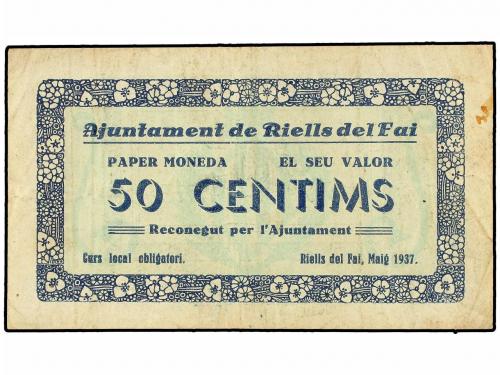 Ajuntament de Riells del Fai
PAPER MONEDA EL SEU VALOR
50 CENTIMS
Reconegut per l'Ajuntament
Curs local obligatori. Riells del Fai, Maig 1937.